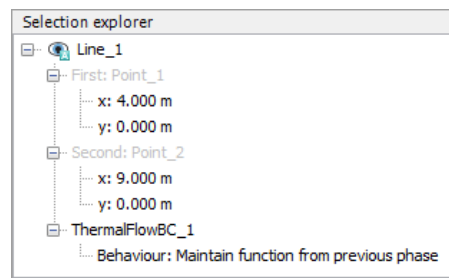 Selection explorer
Line_1
First: Point_1
x: 4.000 m
y: 0.000 m
Second: Point_2
x: 9.000 m
y: 0.000 m
ThermalFlowBC_1
Behaviour: Maintain function from previous phase